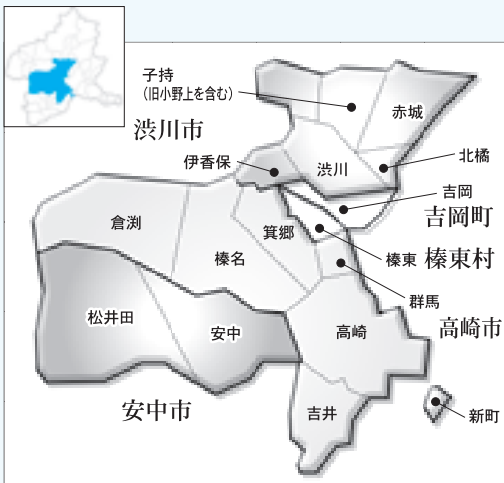 子持
（旧小野上を含む）
赤城
渋川市
北橘
伊香保
渋川
吉岡
吉岡町
倉渕
箕郷
榛名
榛東
榛東村
群馬
松井田
安中
高崎
高崎市
安中市
吉井
新町